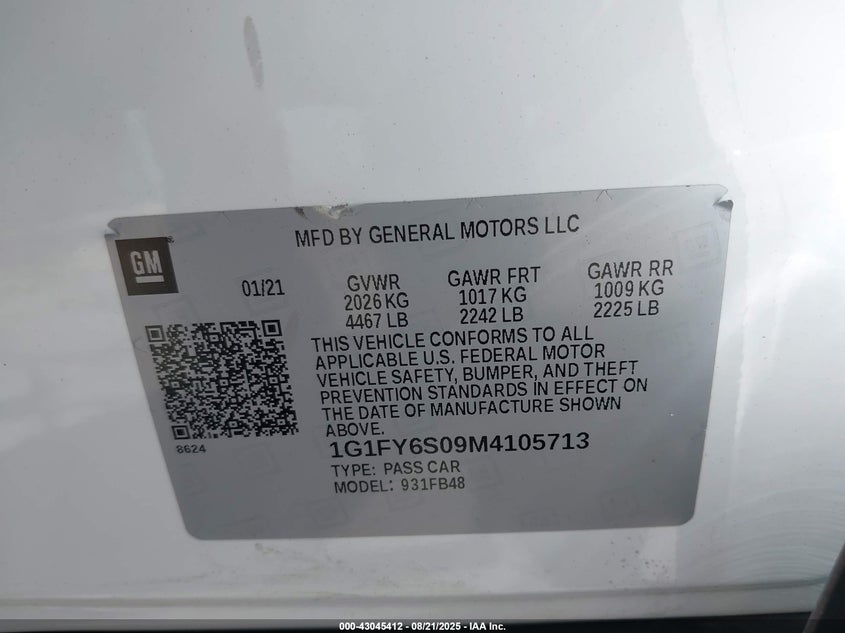 MFD BY GENERAL MOTORS LLC
GM
01/21
GVWR
2026 KG
4467 LB
GAWR FRT
1017 KG
2242 LB
GAWR RR
1009 KG
2225 LB
THIS VEHICLE CONFORMS TO ALL
APPLICABLE U.S. FEDERAL MOTOR
VEHICLE SAFETY, BUMPER, AND THEFT
PREVENTION STANDARDS IN EFFECT ON
THE DATE OF MANUFACTURE SHOWN
ABOVE.
8624
1G1FY6S09M4105713
TYPE: PASS CAR
MODEL: 931FB48
000-43045412 - 08/21/2025 - IAA Inc.